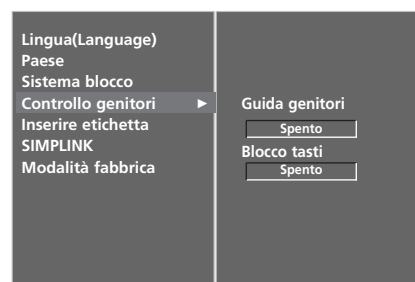 Lingua(Language)
Paese
Sistema blocco
Controllo genitori ►
Inserire etichetta
SIMPLINK
Modalità fabbrica
Guida genitori
Spento
Blocco tasti
Spento